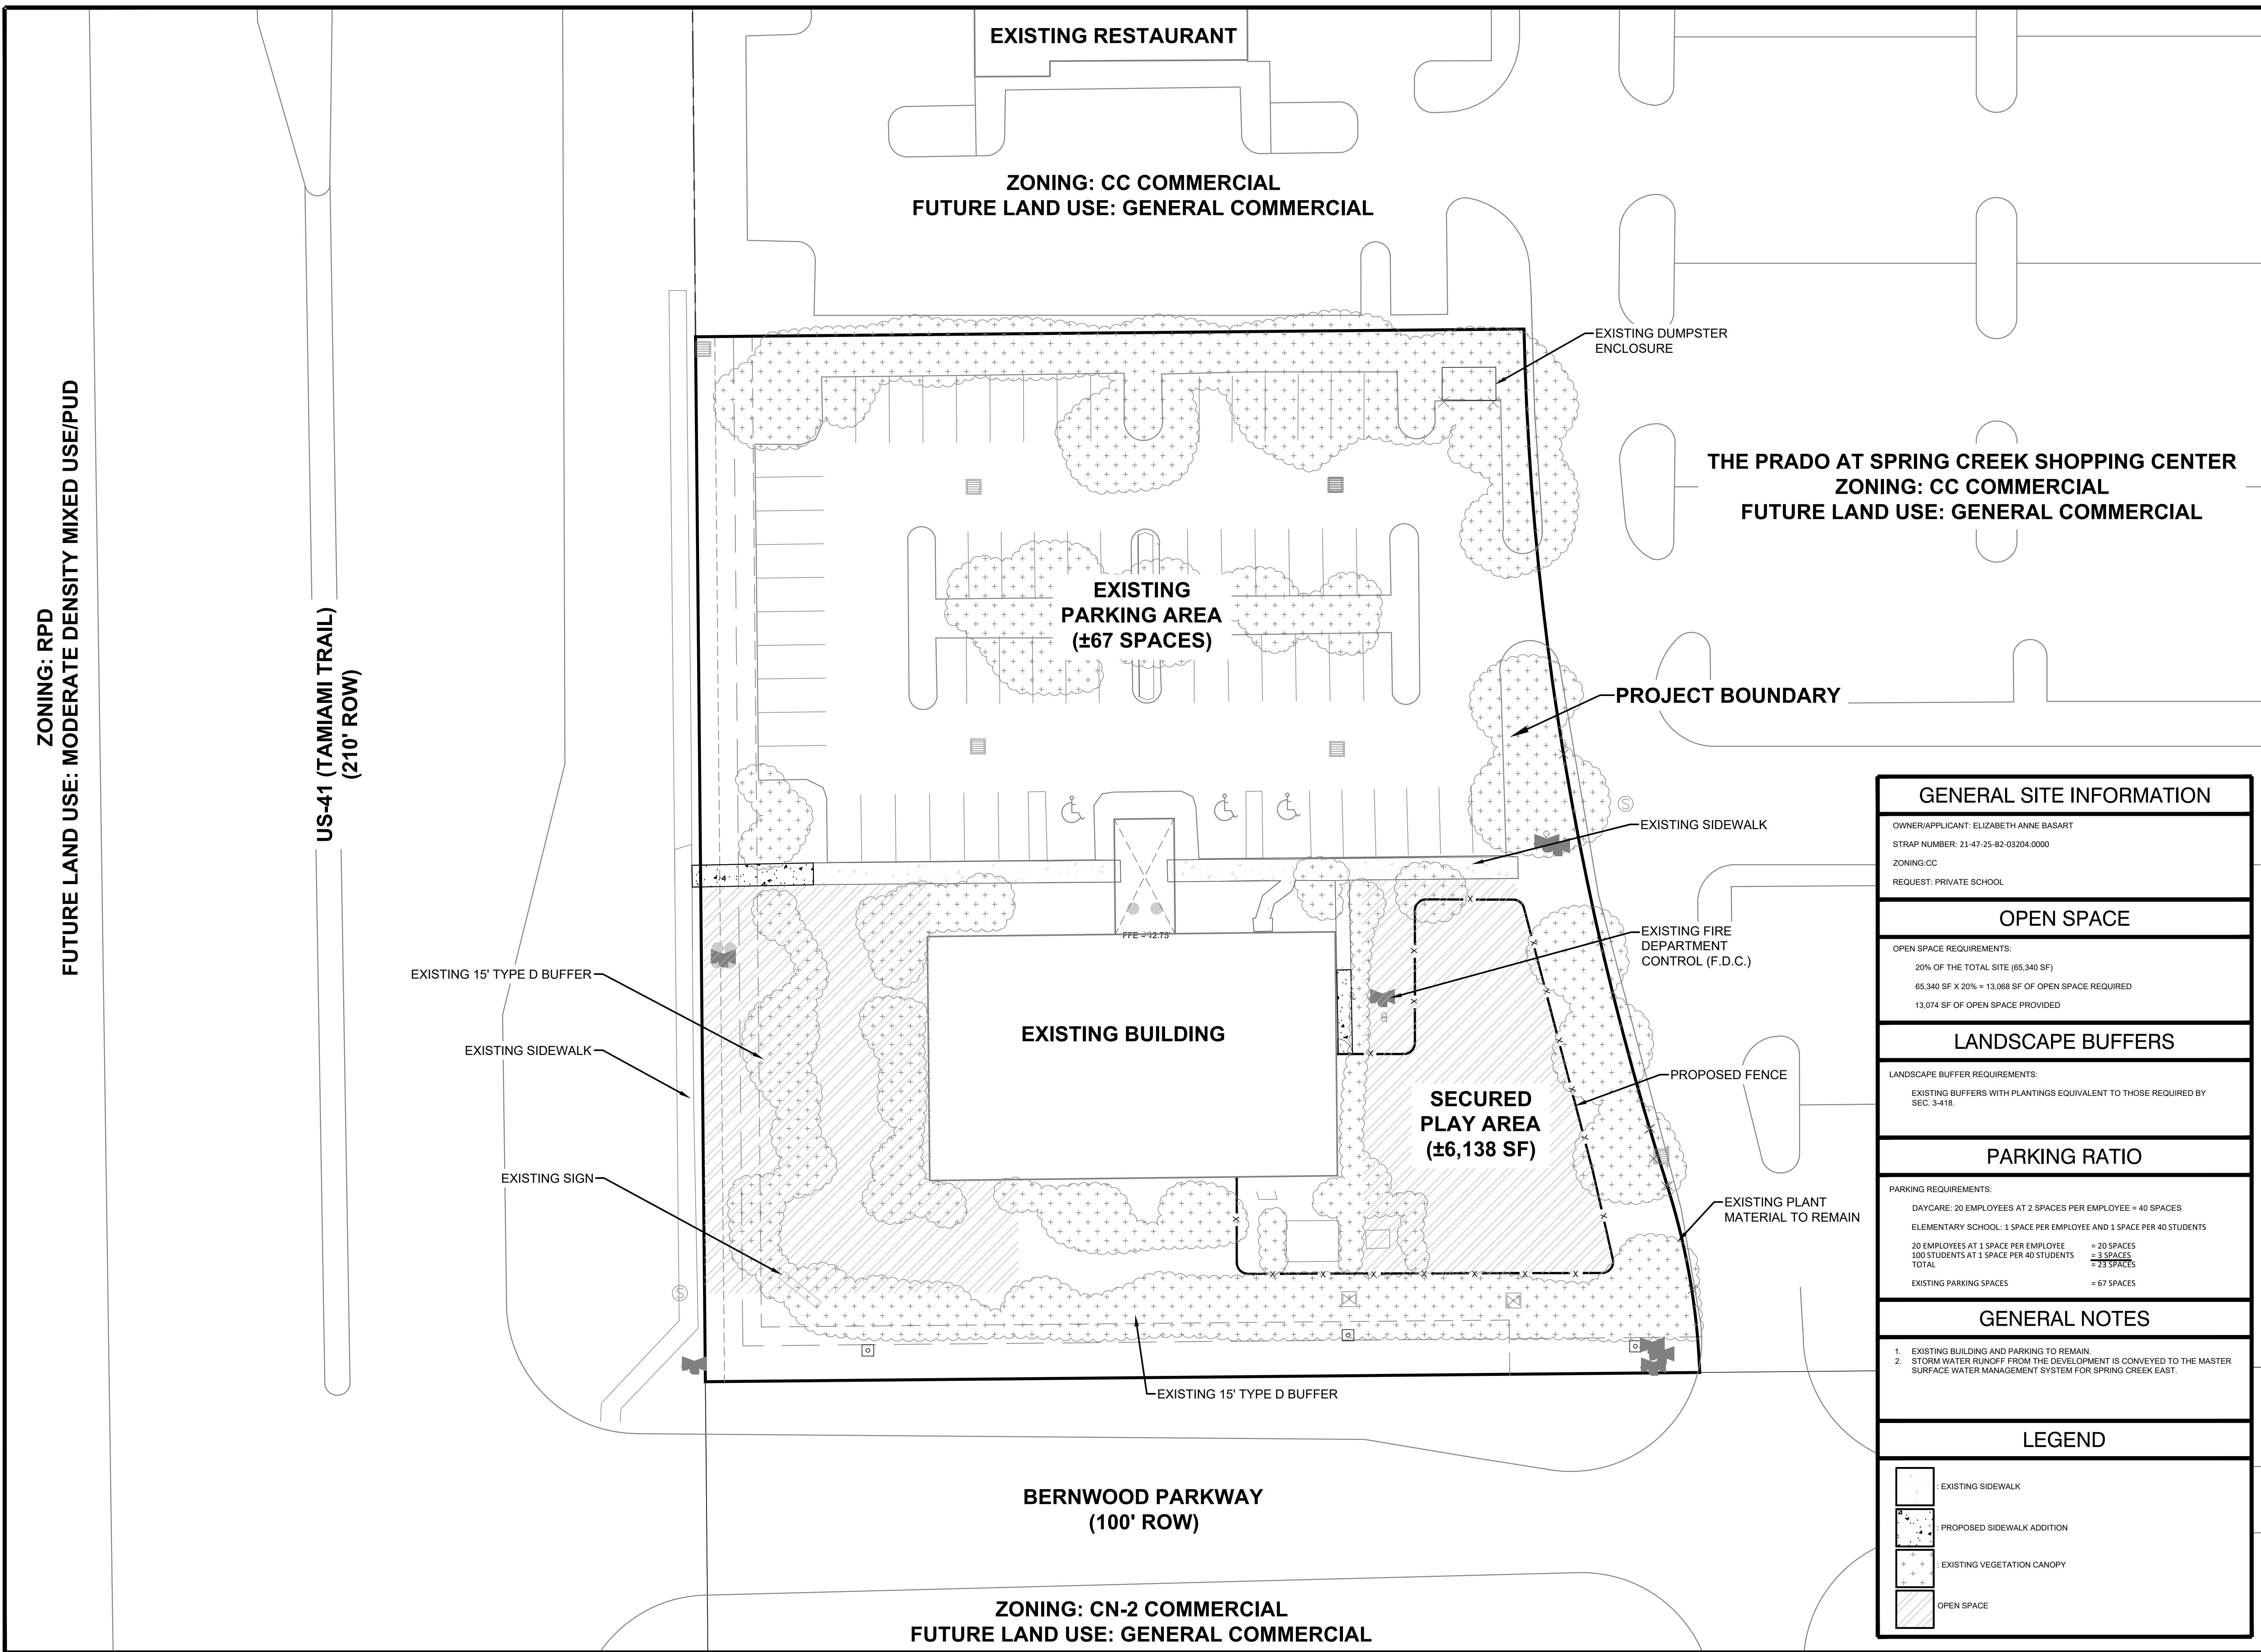 EXISTING RESTAURANT
ZONING: CC COMMERCIAL
FUTURE LAND USE: GENERAL COMMERCIAL
EXISTING DUMPSTER
ENCLOSURE
ZONING: RPD
FUTURE LAND USE: MODERATE DENSITY MIXED USE/PUD
US-41 (TAMIAMI TRAIL)
(210' ROW)
THE PRADO AT SPRING CREEK SHOPPING CENTER
ZONING: CC COMMERCIAL
FUTURE LAND USE: GENERAL COMMERCIAL
EXISTING
PARKING AREA
(±67 SPACES)
PROJECT BOUNDARY
S
EXISTING SIDEWALK
FFE = 12.75'
EXISTING FIRE
DEPARTMENT
CONTROL (F.D.C.)
EXISTING 15' TYPE D BUFFER
EXISTING BUILDING
EXISTING SIDEWALK
PROPOSED FENCE
SECURED
PLAY AREA
(±6,138 SF)
EXISTING SIGN
EXISTING PLANT
MATERIAL TO REMAIN
S
EXISTING 15' TYPE D BUFFER
BERNWOOD PARKWAY
(100' ROW)
ZONING: CN-2 COMMERCIAL
FUTURE LAND USE: GENERAL COMMERCIAL
GENERAL SITE INFORMATION
OWNER/APPLICANT: ELIZABETH ANNE BASART
STRAP NUMBER: 21-47-25-B2-03204.0000
ZONING:CC
REQUEST: PRIVATE SCHOOL
OPEN SPACE
OPEN SPACE REQUIREMENTS:
20% OF THE TOTAL SITE (65,340 SF)
65,340 SF X 20% = 13,068 SF OF OPEN SPACE REQUIRED
13,074 SF OF OPEN SPACE PROVIDED
LANDSCAPE BUFFERS
LANDSCAPE BUFFER REQUIREMENTS:
EXISTING BUFFERS WITH PLANTINGS EQUIVALENT TO THOSE REQUIRED BY
SEC. 3-418.
PARKING RATIO
PARKING REQUIREMENTS:
DAYCARE: 20 EMPLOYEES AT 2 SPACES PER EMPLOYEE = 40 SPACES
ELEMENTARY SCHOOL: 1 SPACE PER EMPLOYEE AND 1 SPACE PER 40 STUDENTS
20 EMPLOYEES AT 1 SPACE PER EMPLOYEE = 20 SPACES
100 STUDENTS AT 1 SPACE PER 40 STUDENTS = 3 SPACES
TOTAL = 23 SPACES
EXISTING PARKING SPACES = 67 SPACES
GENERAL NOTES
1. EXISTING BUILDING AND PARKING TO REMAIN.
2. STORM WATER RUNOFF FROM THE DEVELOPMENT IS CONVEYED TO THE MASTER
SURFACE WATER MANAGEMENT SYSTEM FOR SPRING CREEK EAST.
LEGEND
: EXISTING SIDEWALK
: PROPOSED SIDEWALK ADDITION
: EXISTING VEGETATION CANOPY
OPEN SPACE